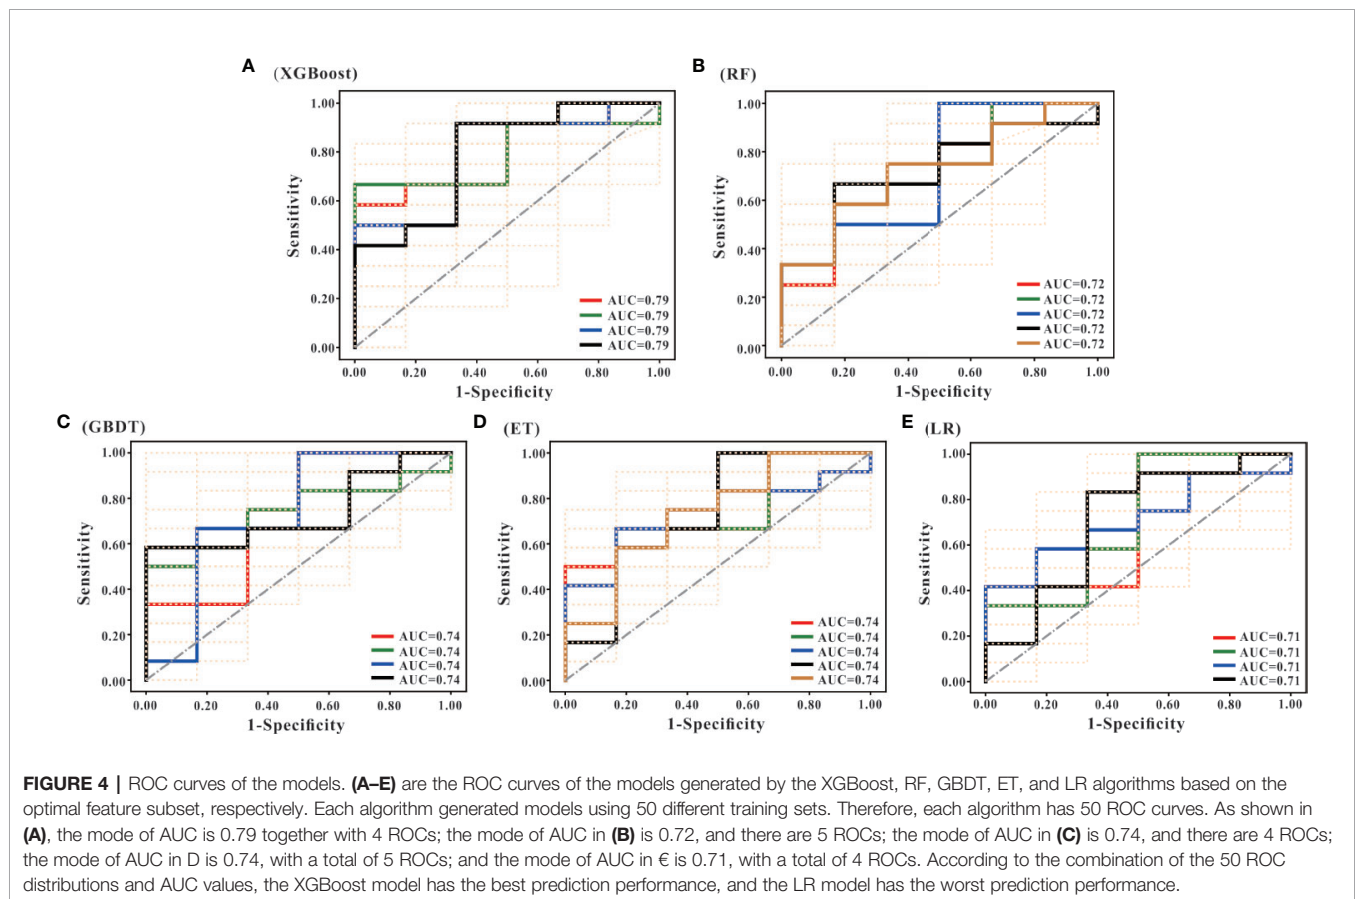 A
(XGBoost)
1.00
0.80
0.60
0.40
0.20
0.00
Sensitivity
AUC=0.79
AUC=0.79
AUC=0.79
AUC=0.79
0.00 0.20 0.40 0.60 0.80 1.00
1-Specificity
B
(RF)
1.00
0.80
0.60
0.40
0.20
0.00
Sensitivity
AUC=0.72
AUC=0.72
AUC=0.72
AUC=0.72
AUC=0.72
0.00 0.20 0.40 0.60 0.80 1.00
1-Specificity
C
(GBDT)
1.00
0.80
0.60
0.40
0.20
0.00
Sensitivity
AUC=0.74
AUC=0.74
AUC=0.74
AUC=0.74
0.00 0.20 0.40 0.60 0.80 1.00
1-Specificity
D
(ET)
1.00
0.80
0.60
0.40
0.20
0.00
Sensitivity
AUC=0.74
AUC=0.74
AUC=0.74
AUC=0.74
AUC=0.74
0.00 0.20 0.40 0.60 0.80 1.00
1-Specificity
E
(LR)
1.00
0.80
0.60
0.40
0.20
0.00
Sensitivity
AUC=0.71
AUC=0.71
AUC=0.71
AUC=0.71
0.00 0.20 0.40 0.60 0.80 1.00
1-Specificity
FIGURE 4 | ROC curves of the models. (A–E) are the ROC curves of the models generated by the XGBoost, RF, GBDT, ET, and LR algorithms based on the
optimal feature subset, respectively. Each algorithm generated models using 50 different training sets. Therefore, each algorithm has 50 ROC curves. As shown in
(A), the mode of AUC is 0.79 together with 4 ROCs; the mode of AUC in (B) is 0.72, and there are 5 ROCs; the mode of AUC in (C) is 0.74, and there are 4 ROCs;
the mode of AUC in D is 0.74, with a total of 5 ROCs; and the mode of AUC in € is 0.71, with a total of 4 ROCs. According to the combination of the 50 ROC
distributions and AUC values, the XGBoost model has the best prediction performance, and the LR model has the worst prediction performance.